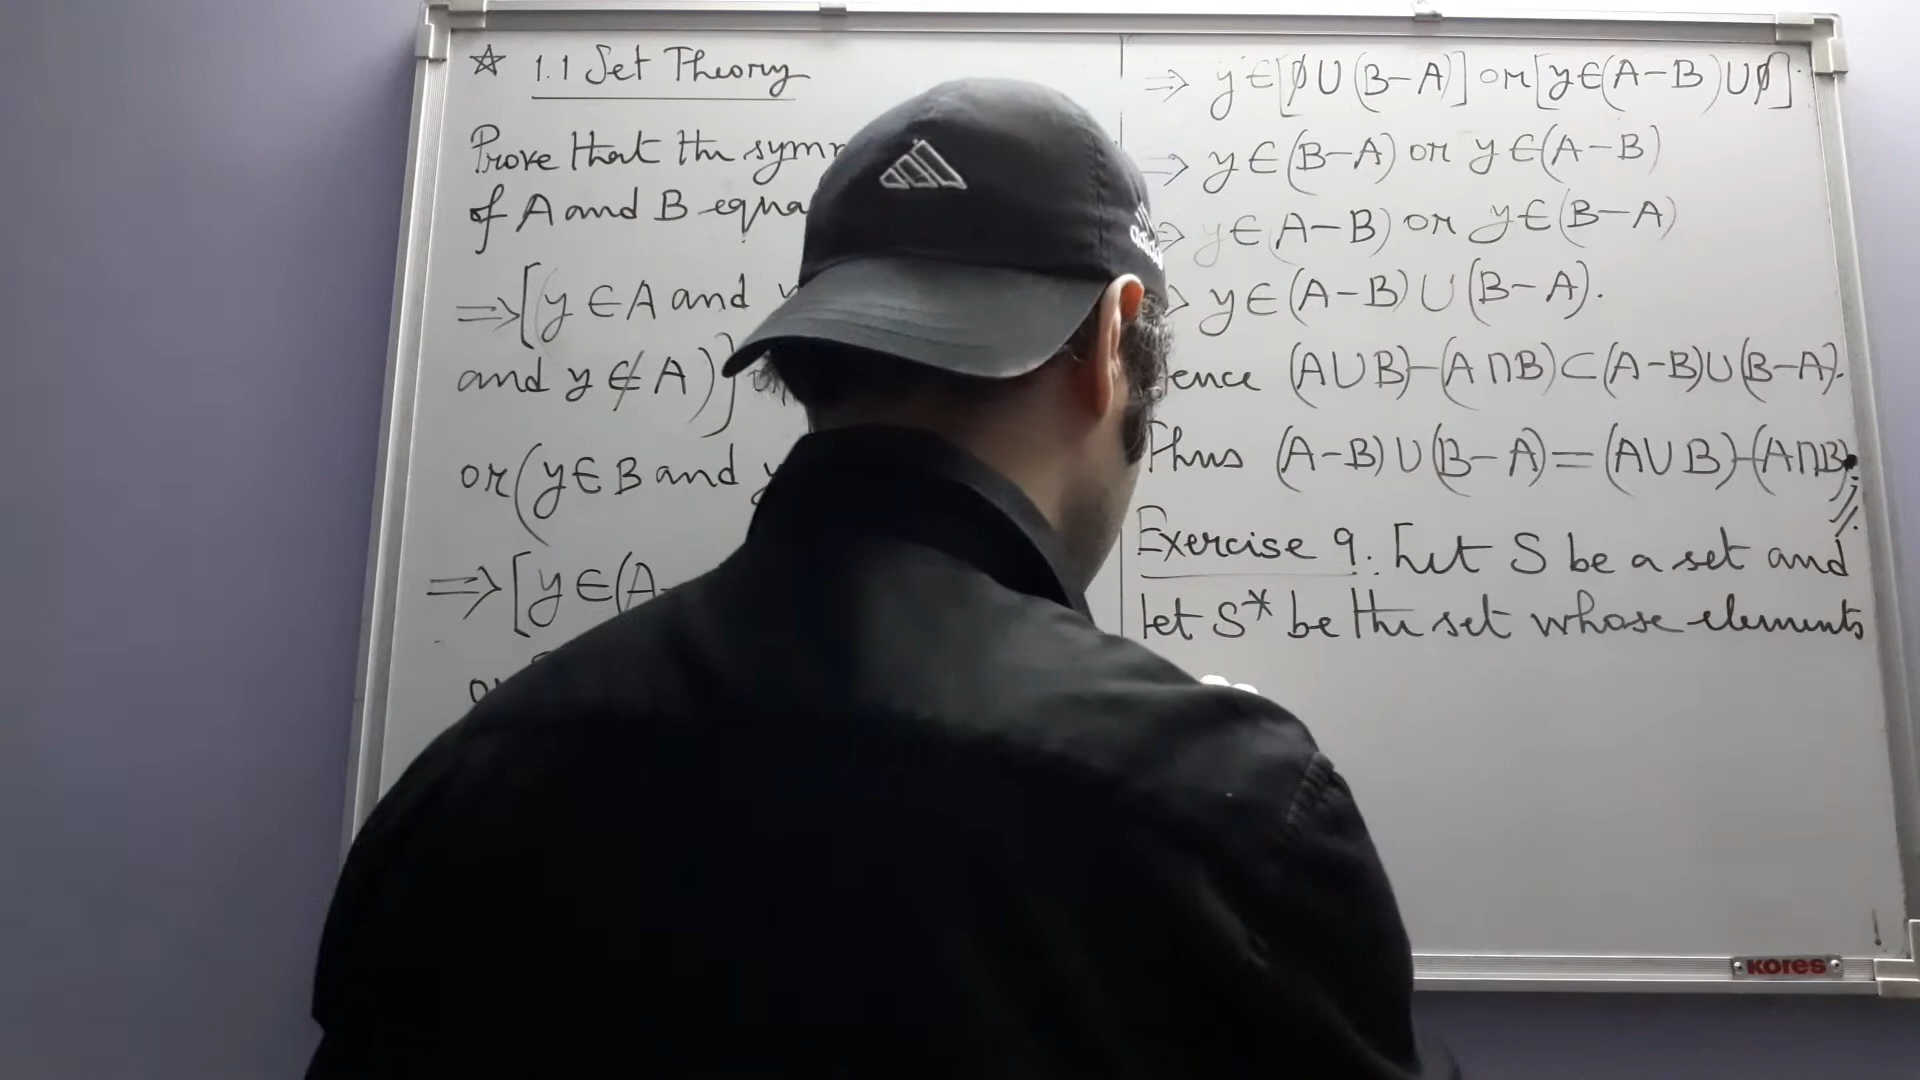 ☆ 1.1 Set Theory
Prove that the symm
of A and B equa
⇒[y ∈ A and
and y ∉ A)]
or (y ∈ B and y
⇒[y ∈ (A-
⇒ y ∈ [∅ ∪ (B-A)] or [y ∈ (A-B) ∪ ∅].
⇒ y ∈ (B-A) or y ∈ (A-B)
⇒ y ∈ A-B) or y ∈ (B-A)
⇒ y ∈ (A-B) ∪ (B-A).
ence (A∪B)-(A∩B) ⊂ (A-B)∪(B-A).
Thus (A-B)∪(B-A) = (A∪B)-(A∩B).
Exercise 9. Let S be a set and
let S* be the set whose elements
adidas
KORES